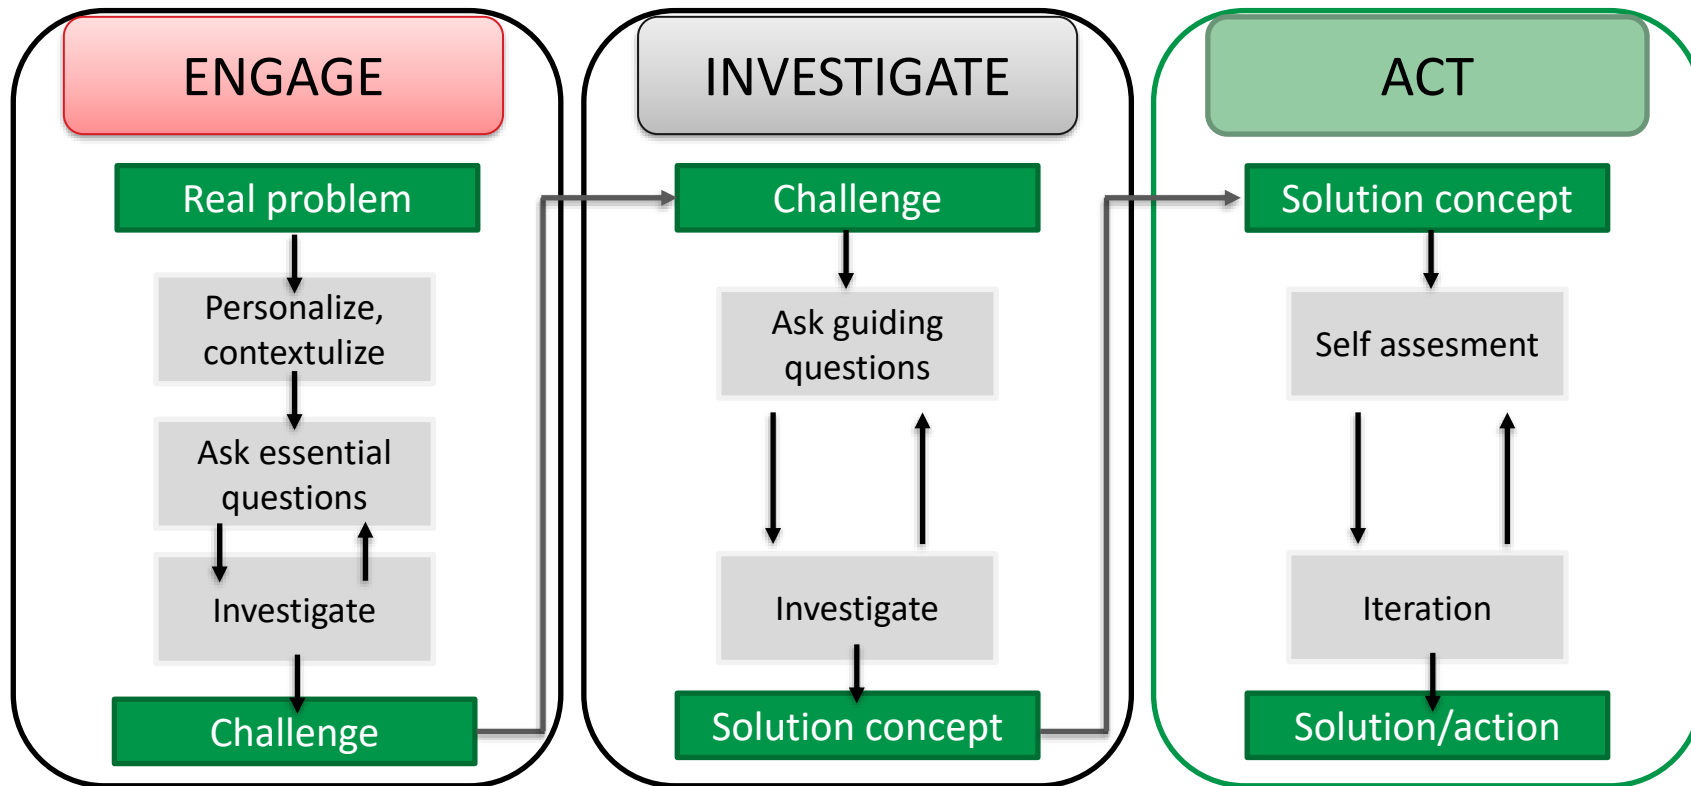 ENGAGE
Real problem
Personalize,
contextulize
Ask essential
questions
Investigate
Challenge
INVESTIGATE
Challenge
Ask guiding
questions
Investigate
Solution concept
ACT
Solution concept
Self assesment
Iteration
Solution/action